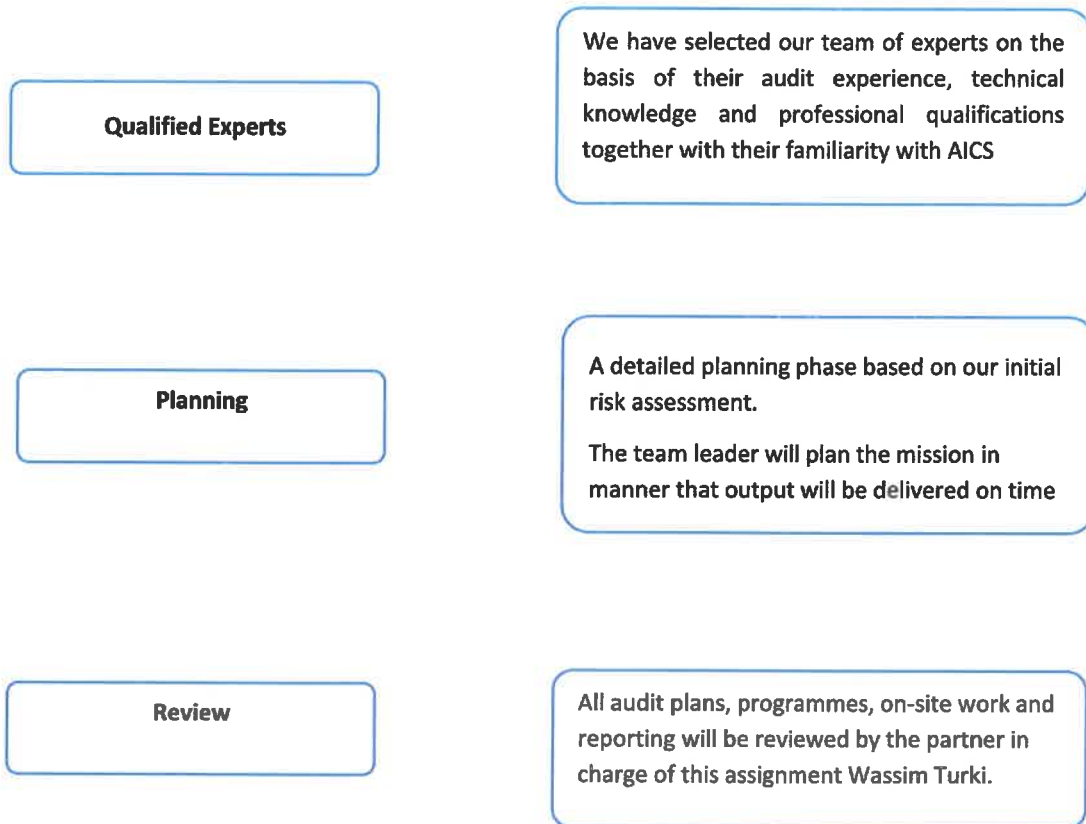 Qualified Experts
We have selected our team of experts on the
basis of their audit experience, technical
knowledge and professional qualifications
together with their familiarity with AICS
Planning
A detailed planning phase based on our initial
risk assessment.
The team leader will plan the mission in
manner that output will be delivered on time
Review
All audit plans, programmes, on-site work and
reporting will be reviewed by the partner in
charge of this assignment Wassim Turki.